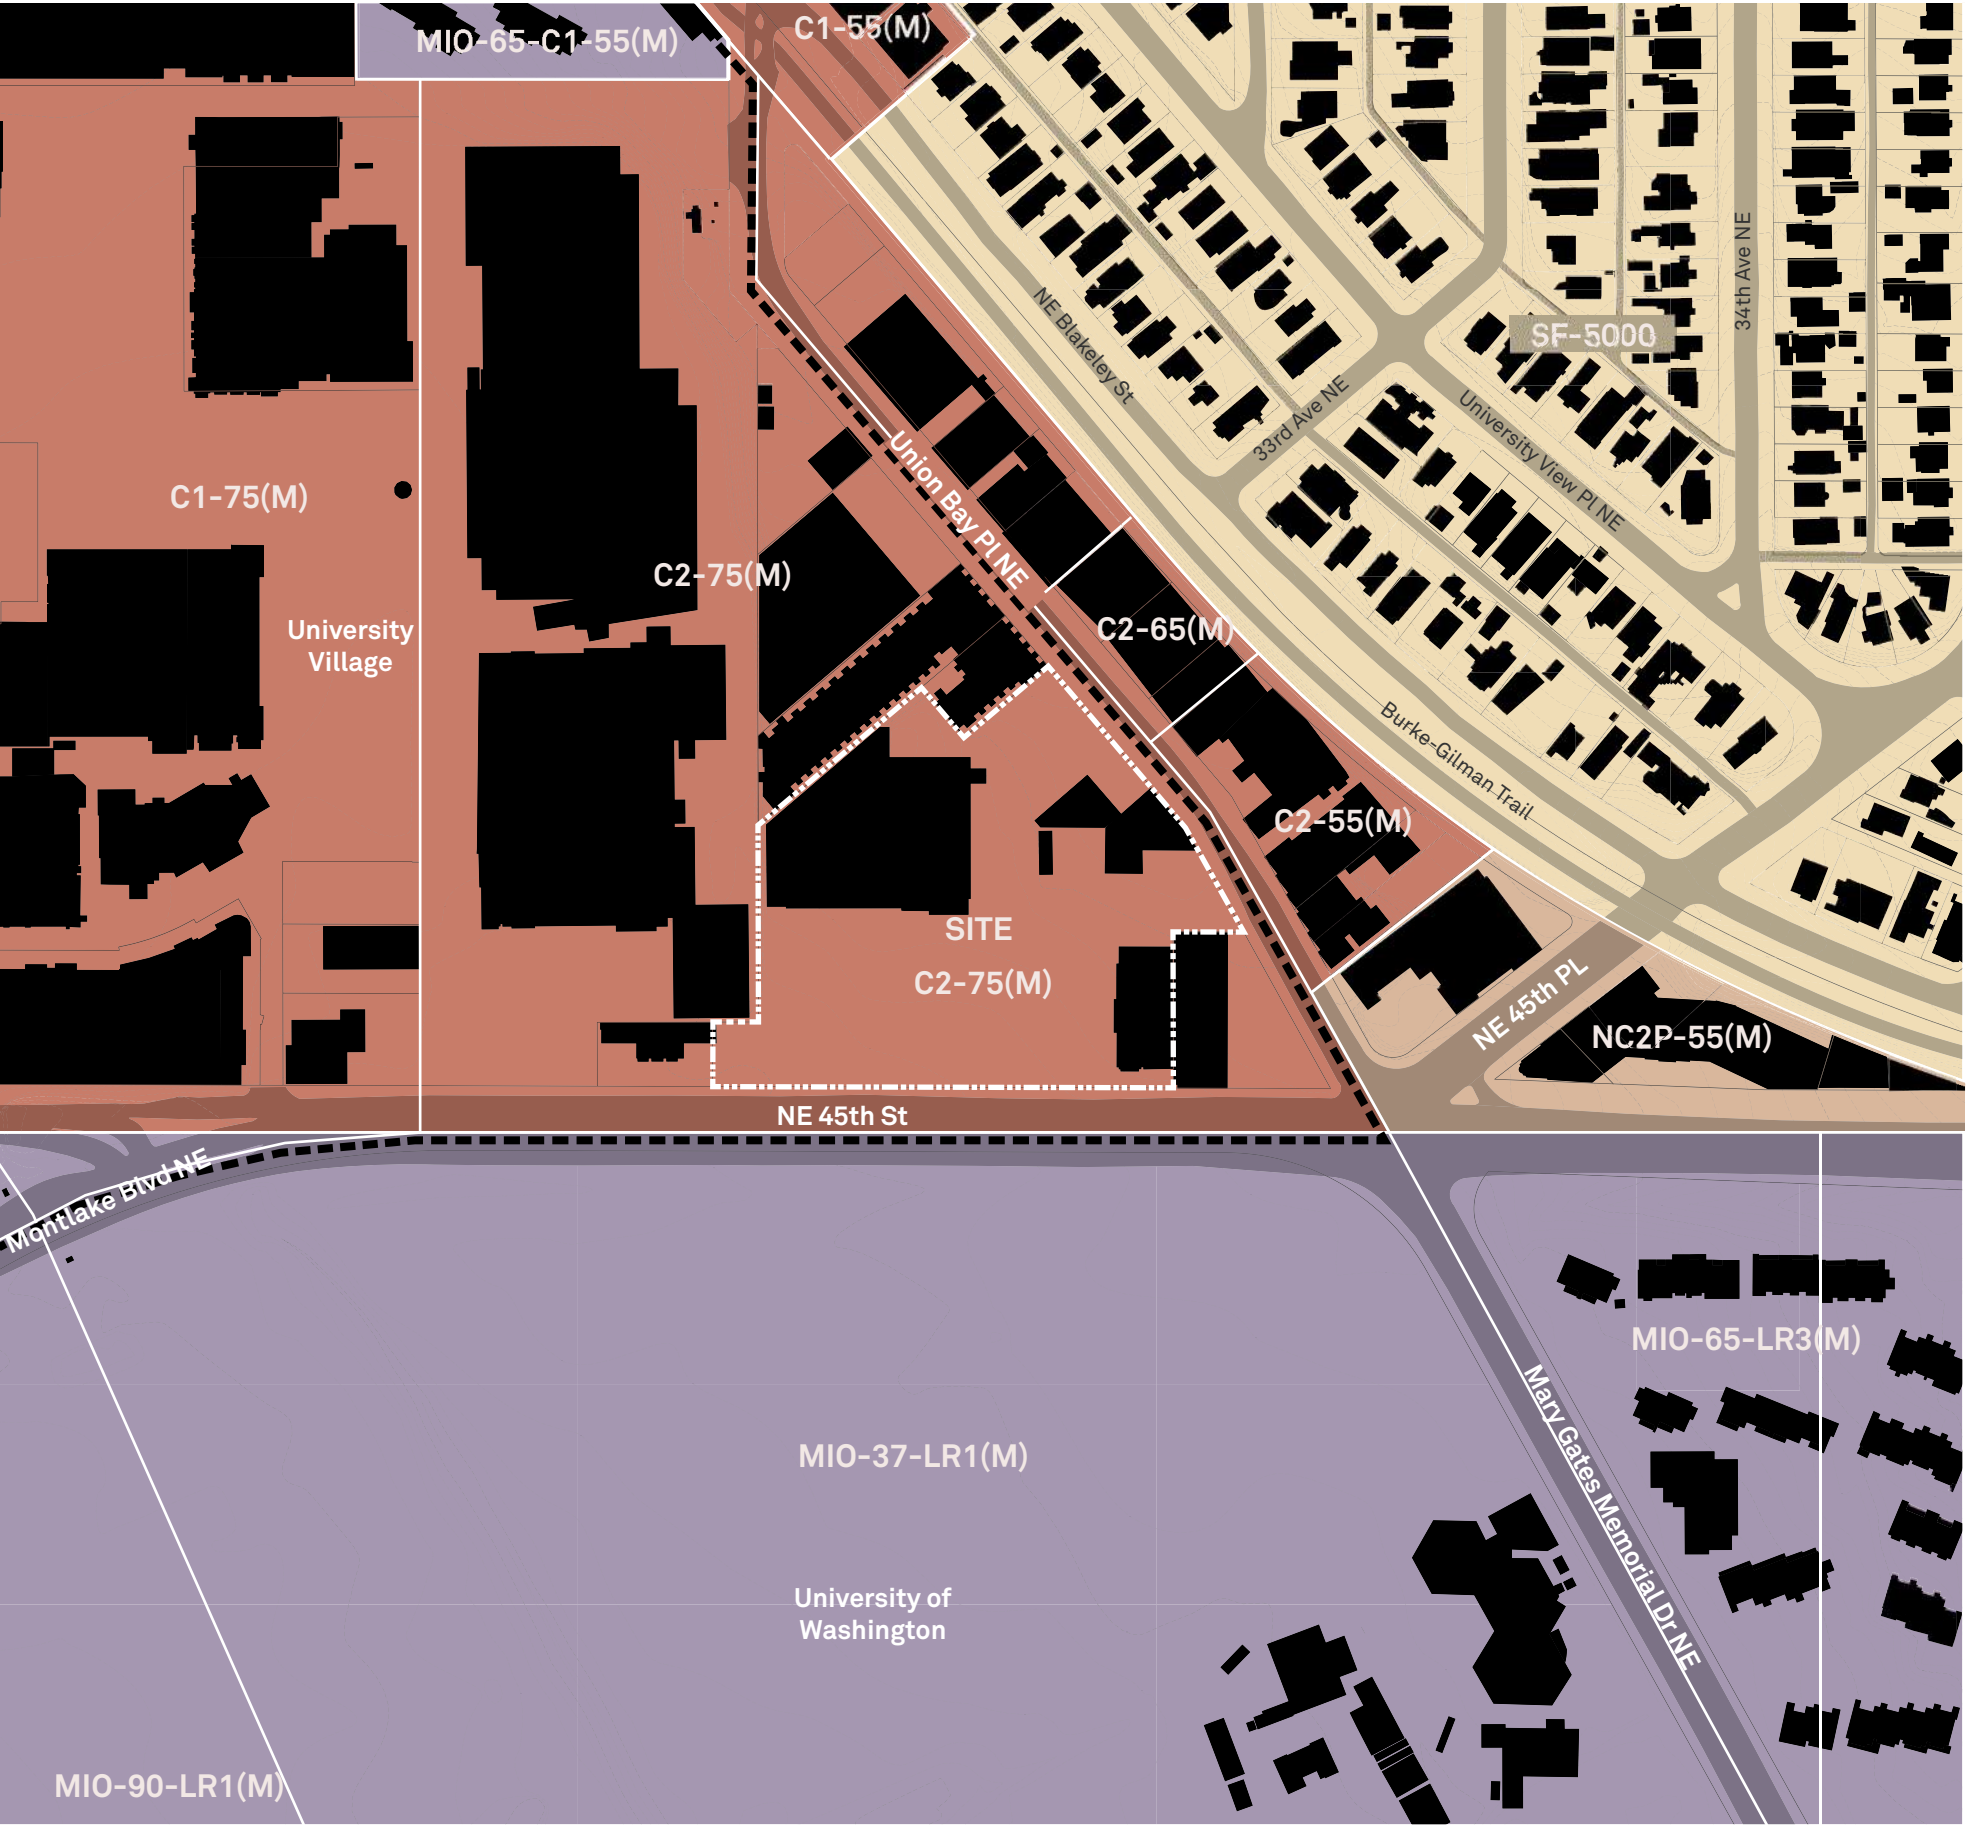 MIO-65-C1-55(M)
C1-55(M)
34th Ave NE
NE Blakeley St
SF-5000
33rd Ave NE
University View Pl NE
C1-75(M)
Union Bay Pl NE
C2-75(M)
University
Village
C2-65(M)
Burke-Gilman Trail
C2-55(M)
SITE
C2-75(M)
NE 45th PL
NC2P-55(M)
NE 45th St
Montlake Blvd NE
MIO-65-LR3(M)
MIO-37-LR1(M)
Mary Gates Memorial Dr NE
University of
Washington
MIO-90-LR1(M)